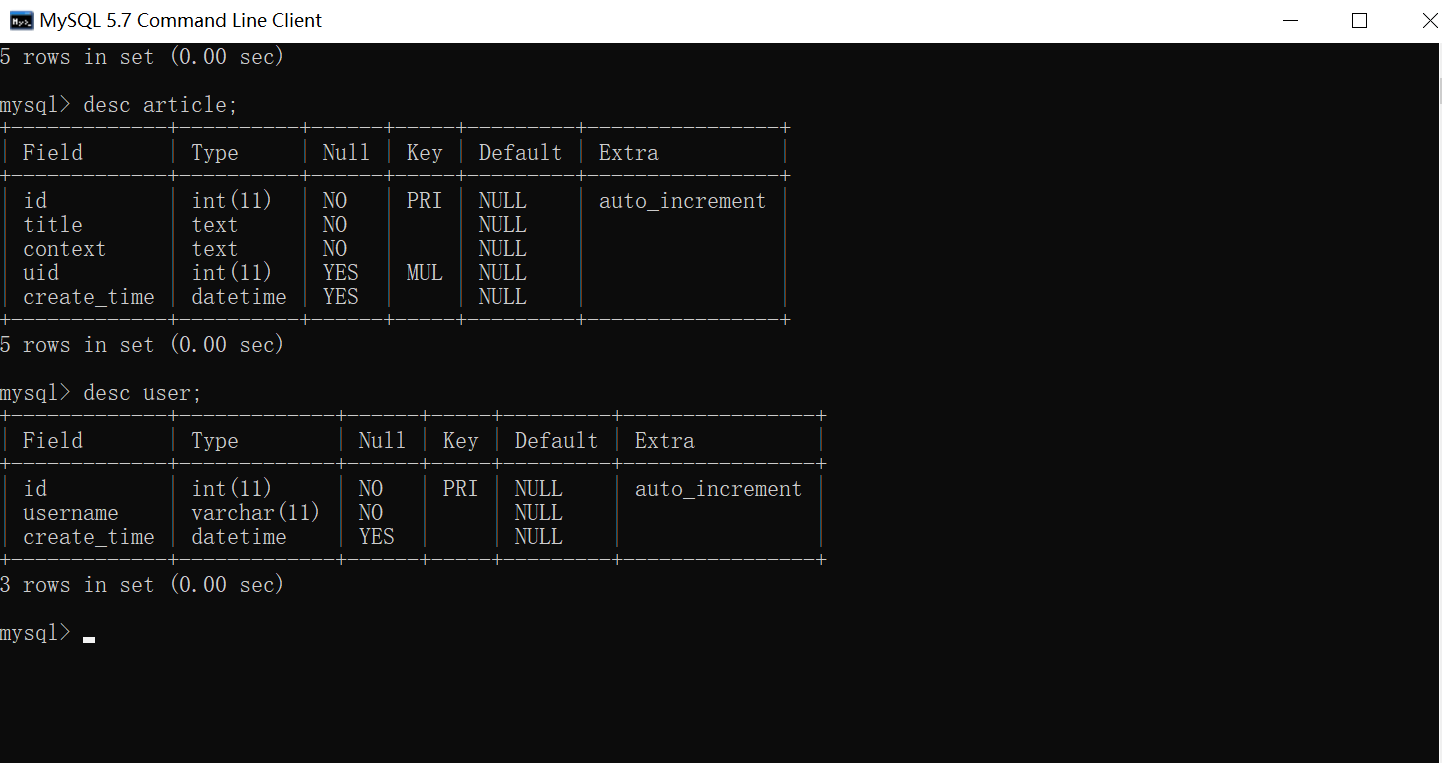 MySQL 5.7 Command Line Client
5 rows in set (0.00 sec)
mysql> desc article;
+-------------+----------+------+-----+---------+----------------+
| Field       | Type     | Null | Key | Default | Extra          |
+-------------+----------+------+-----+---------+----------------+
| id          | int(11)  | NO   | PRI | NULL    | auto_increment |
| title       | text     | NO   |     | NULL    |                |
| context     | text     | NO   |     | NULL    |                |
| uid         | int(11)  | YES  | MUL | NULL    |                |
| create_time | datetime | YES  |     | NULL    |                |
+-------------+----------+------+-----+---------+----------------+
5 rows in set (0.00 sec)
mysql> desc user;
+-------------+-------------+------+-----+---------+----------------+
| Field       | Type        | Null | Key | Default | Extra          |
+-------------+-------------+------+-----+---------+----------------+
| id          | int(11)     | NO   | PRI | NULL    | auto_increment |
| username    | varchar(11) | NO   |     | NULL    |                |
| create_time | datetime    | YES  |     | NULL    |                |
+-------------+-------------+------+-----+---------+----------------+
3 rows in set (0.00 sec)
mysql>